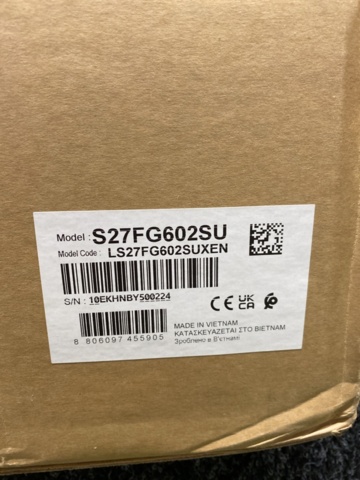 Model : S27FG602SU
Model Code : LS27FG602SUXEN
S/N : 10EKHNBY500224
CE UK CA
8 806097 455905
MADE IN VIETNAM
ΚΑΤΑΣΚΕΥΑΖΕΤΑΙ ΣΤΟ ΒΙΕΤΝΑΜ
Зроблено в В'єтнамі